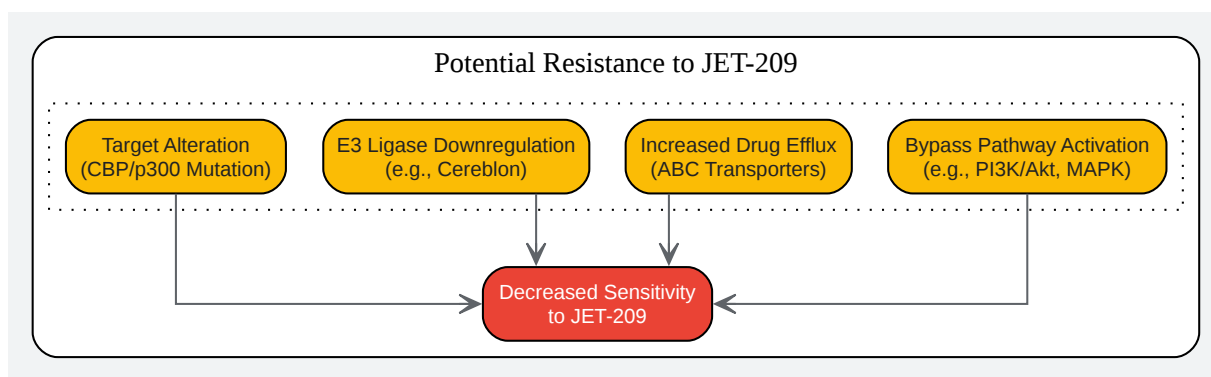 Potential Resistance to JET-209
Target Alteration
(CBP/p300 Mutation)
E3 Ligase Downregulation
(e.g., Cereblon)
Increased Drug Efflux
(ABC Transporters)
Bypass Pathway Activation
(e.g., PI3K/Akt, MAPK)
Decreased Sensitivity
to JET-209